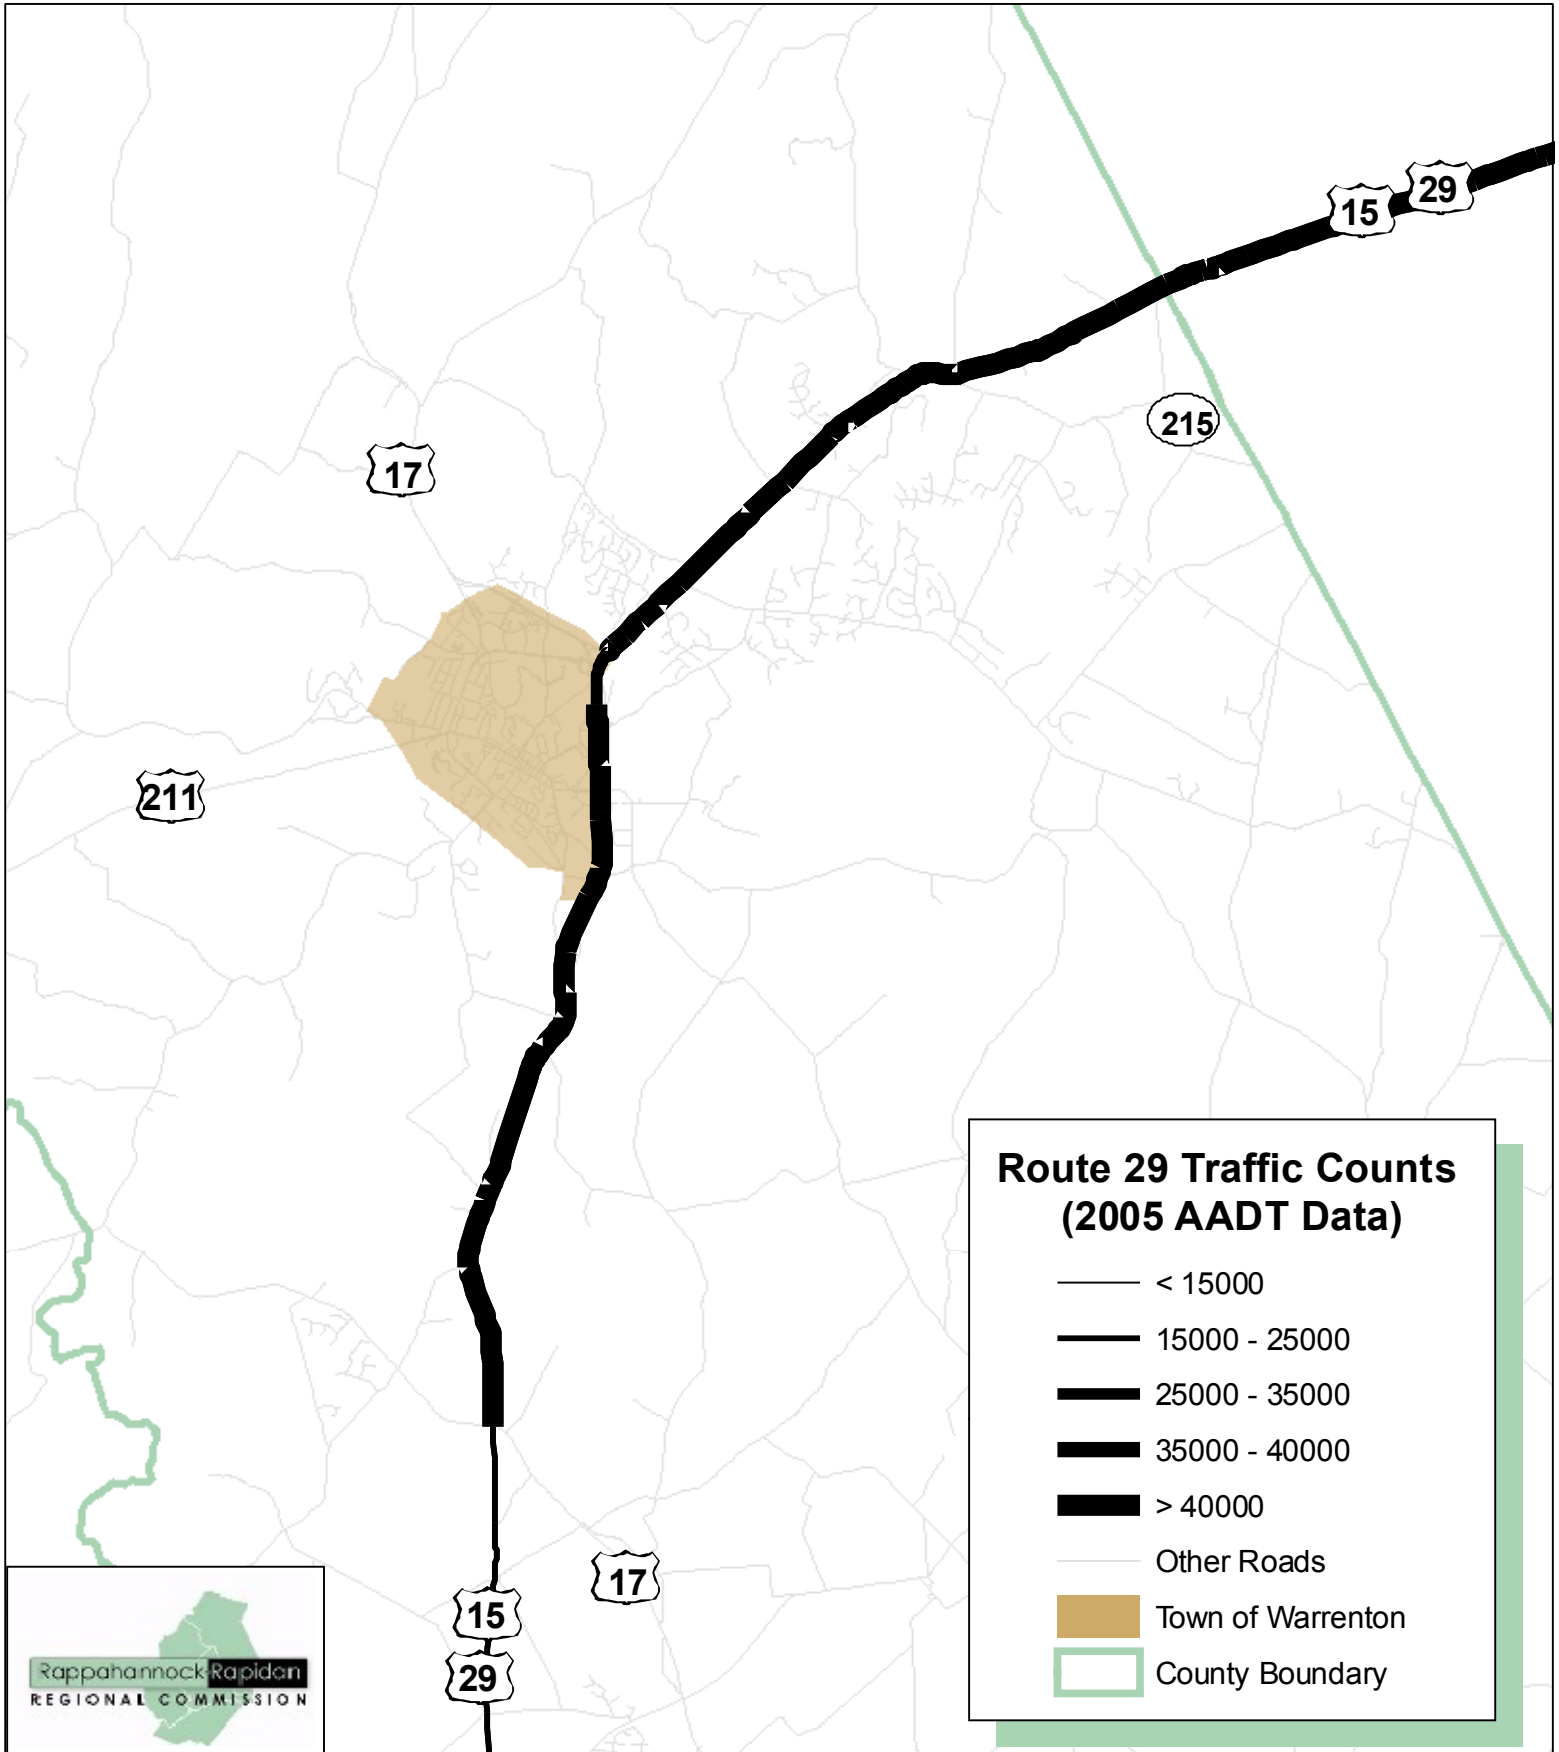 15
29
215
17
211
Route 29 Traffic Counts
(2005 AADT Data)
< 15000
15000 - 25000
25000 - 35000
35000 - 40000
> 40000
Other Roads
Town of Warrenton
County Boundary
17
15
29
Rappahannock-Rapidan
REGIONAL COMMISSION